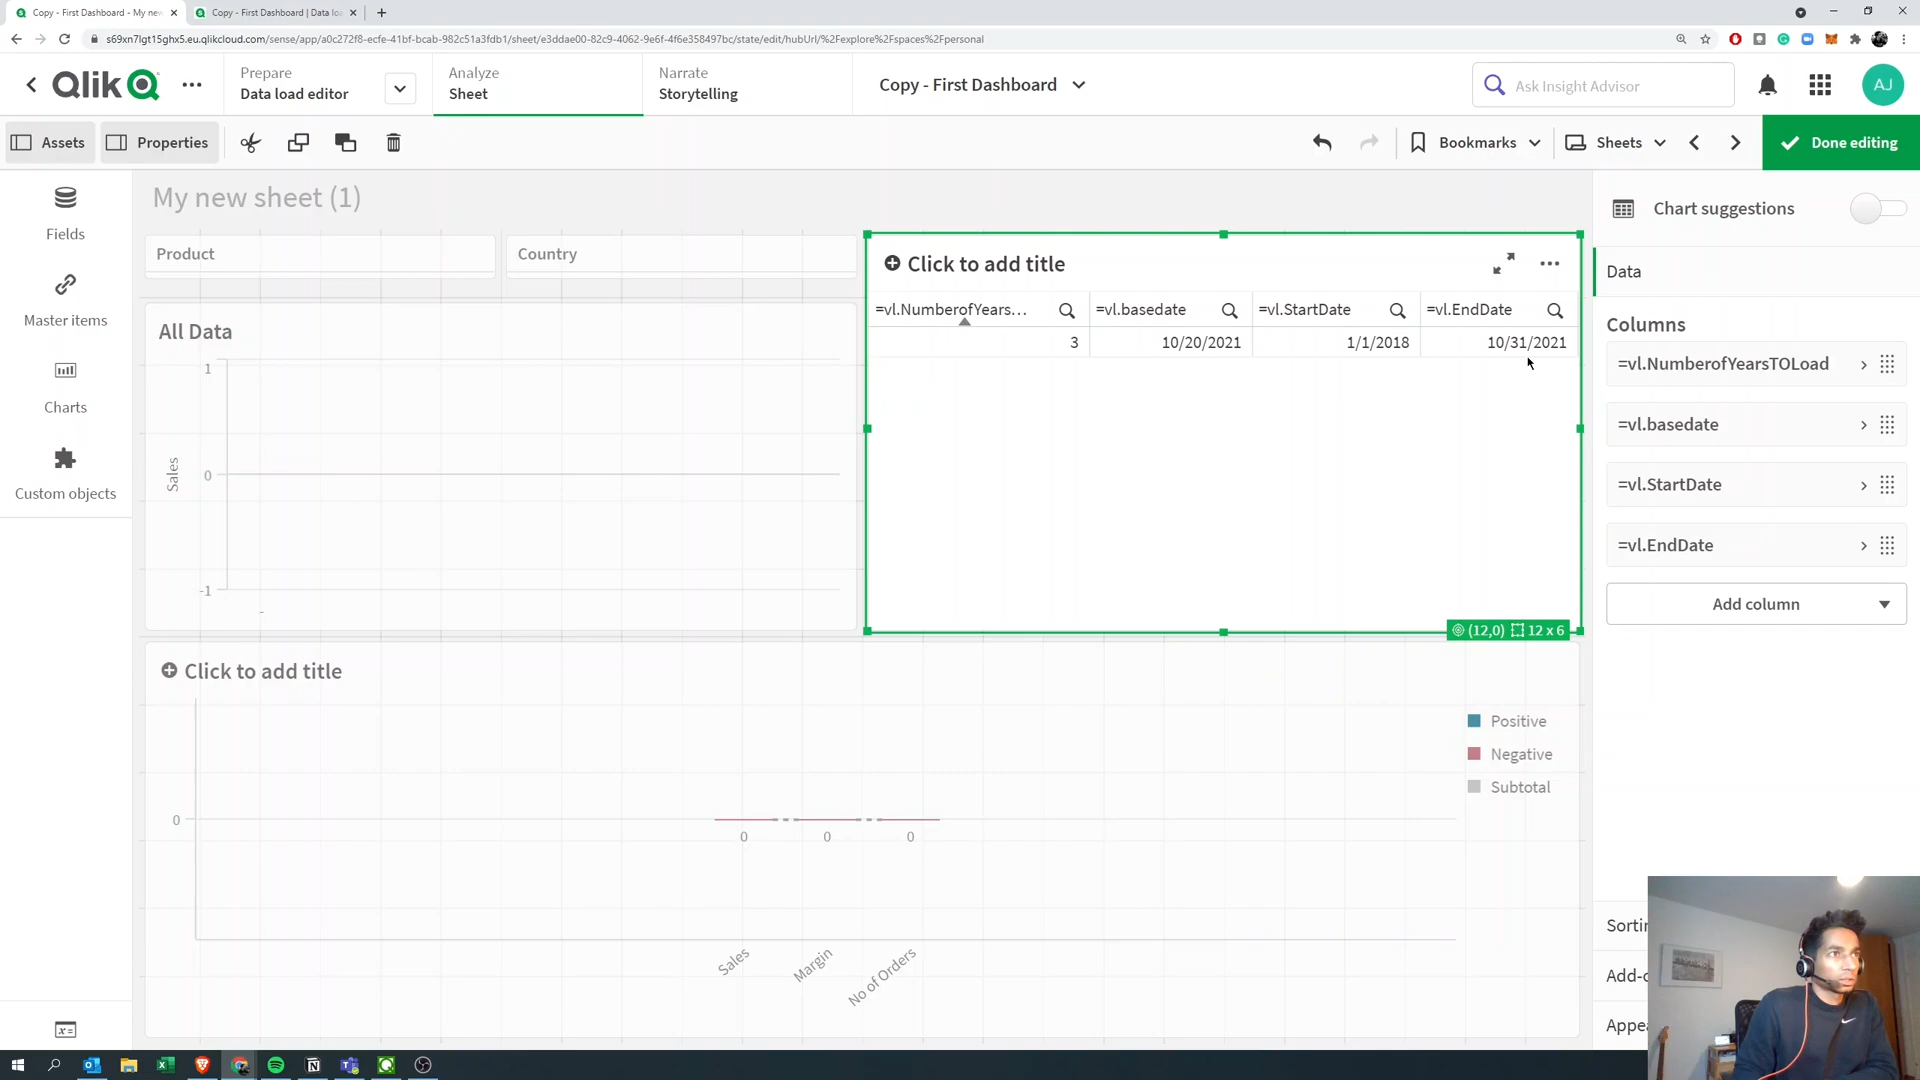 Copy - First Dashboard - My new
Copy - First Dashboard | Data loa
s69xn7lgt15ghx5.eu.qlikcloud.com/sense/app/a0c272f8-ecfe-41bf-bcab-982c51a3fdb1/sheet/e3ddae00-82c9-4062-9e6f-4f6e358497bc/state/edit/hubUrl/%2Fexplore%2Fspaces%2Fpersonal
Qlik
Prepare
Data load editor
Analyze
Sheet
Narrate
Storytelling
Copy - First Dashboard
Ask Insight Advisor
AJ
Assets
Properties
Bookmarks
Sheets
Done editing
Fields
Master items
Charts
Custom objects
My new sheet (1)
Product
Country
All Data
Sales
1
0
-1
-
Click to add title
=vl.NumberofYears...
=vl.basedate
=vl.StartDate
=vl.EndDate
3
10/20/2021
1/1/2018
10/31/2021
(12,0) 12 x 6
Click to add title
0
0
0
0
Sales
Margin
No of Orders
Positive
Negative
Subtotal
Chart suggestions
Data
Columns
=vl.NumberofYearsTOLoad
=vl.basedate
=vl.StartDate
=vl.EndDate
Add column
Sortin
Add-o
Appea